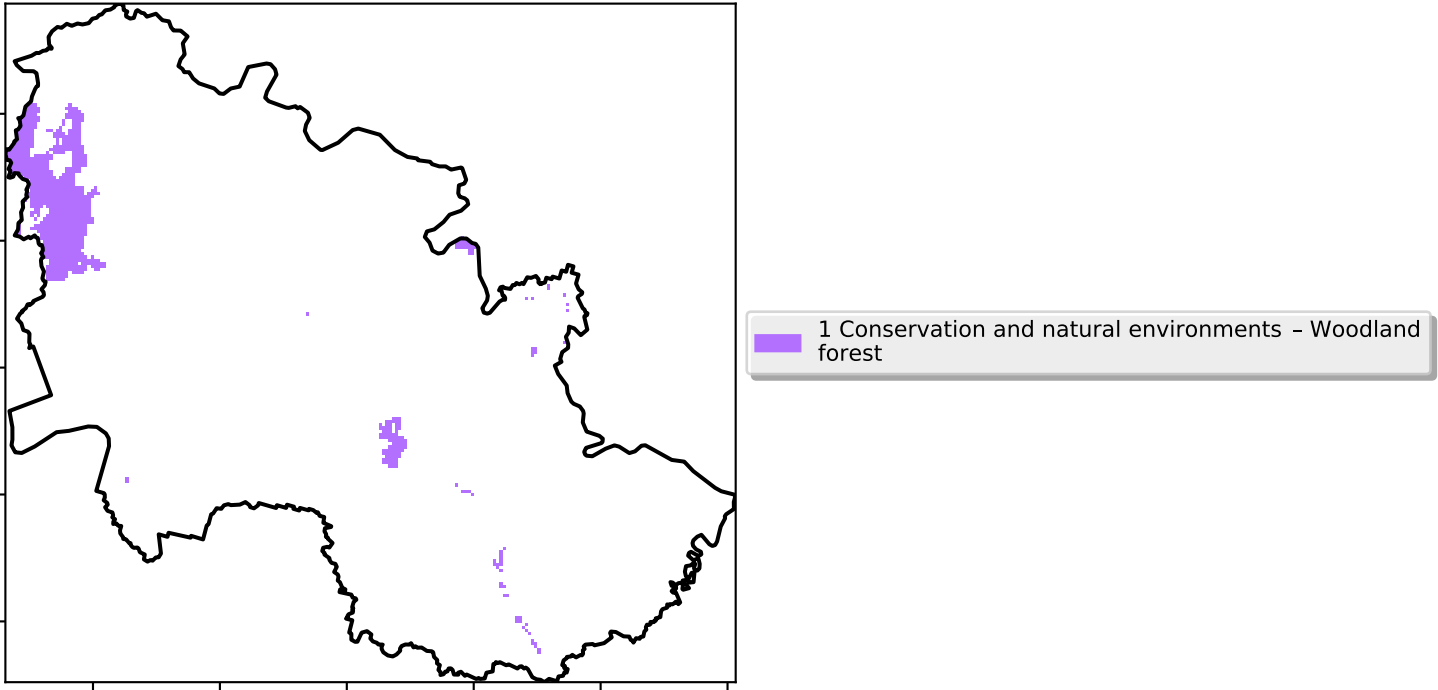 1 Conservation and natural environments – Woodland
forest